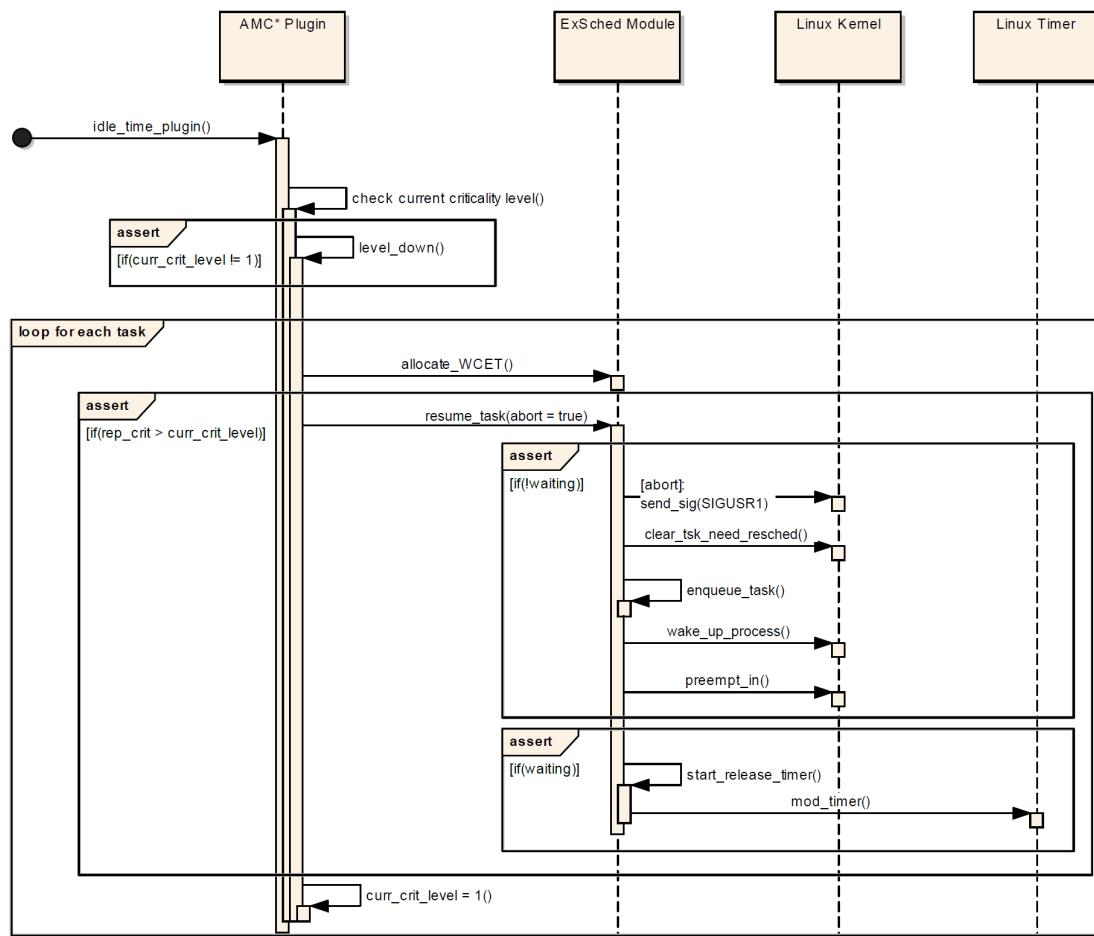 AMC* Plugin
ExSched Module
Linux Kernel
Linux Timer
idle_time_plugin()
check current criticality level()
assert
level_down()
[if(curr_crit_level != 1)]
loop for each task
allocate_WCET()
assert
resume_task(abort = true)
[if(rep_crit > curr_crit_level)]
assert
[if(!waiting)]
[abort]:
send_sig(SIGUSR1)
clear_tsk_need_resched()
enqueue_task()
wake_up_process()
preempt_in()
assert
[if(waiting)]
start_release_timer()
mod_timer()
curr_crit_level = 1()